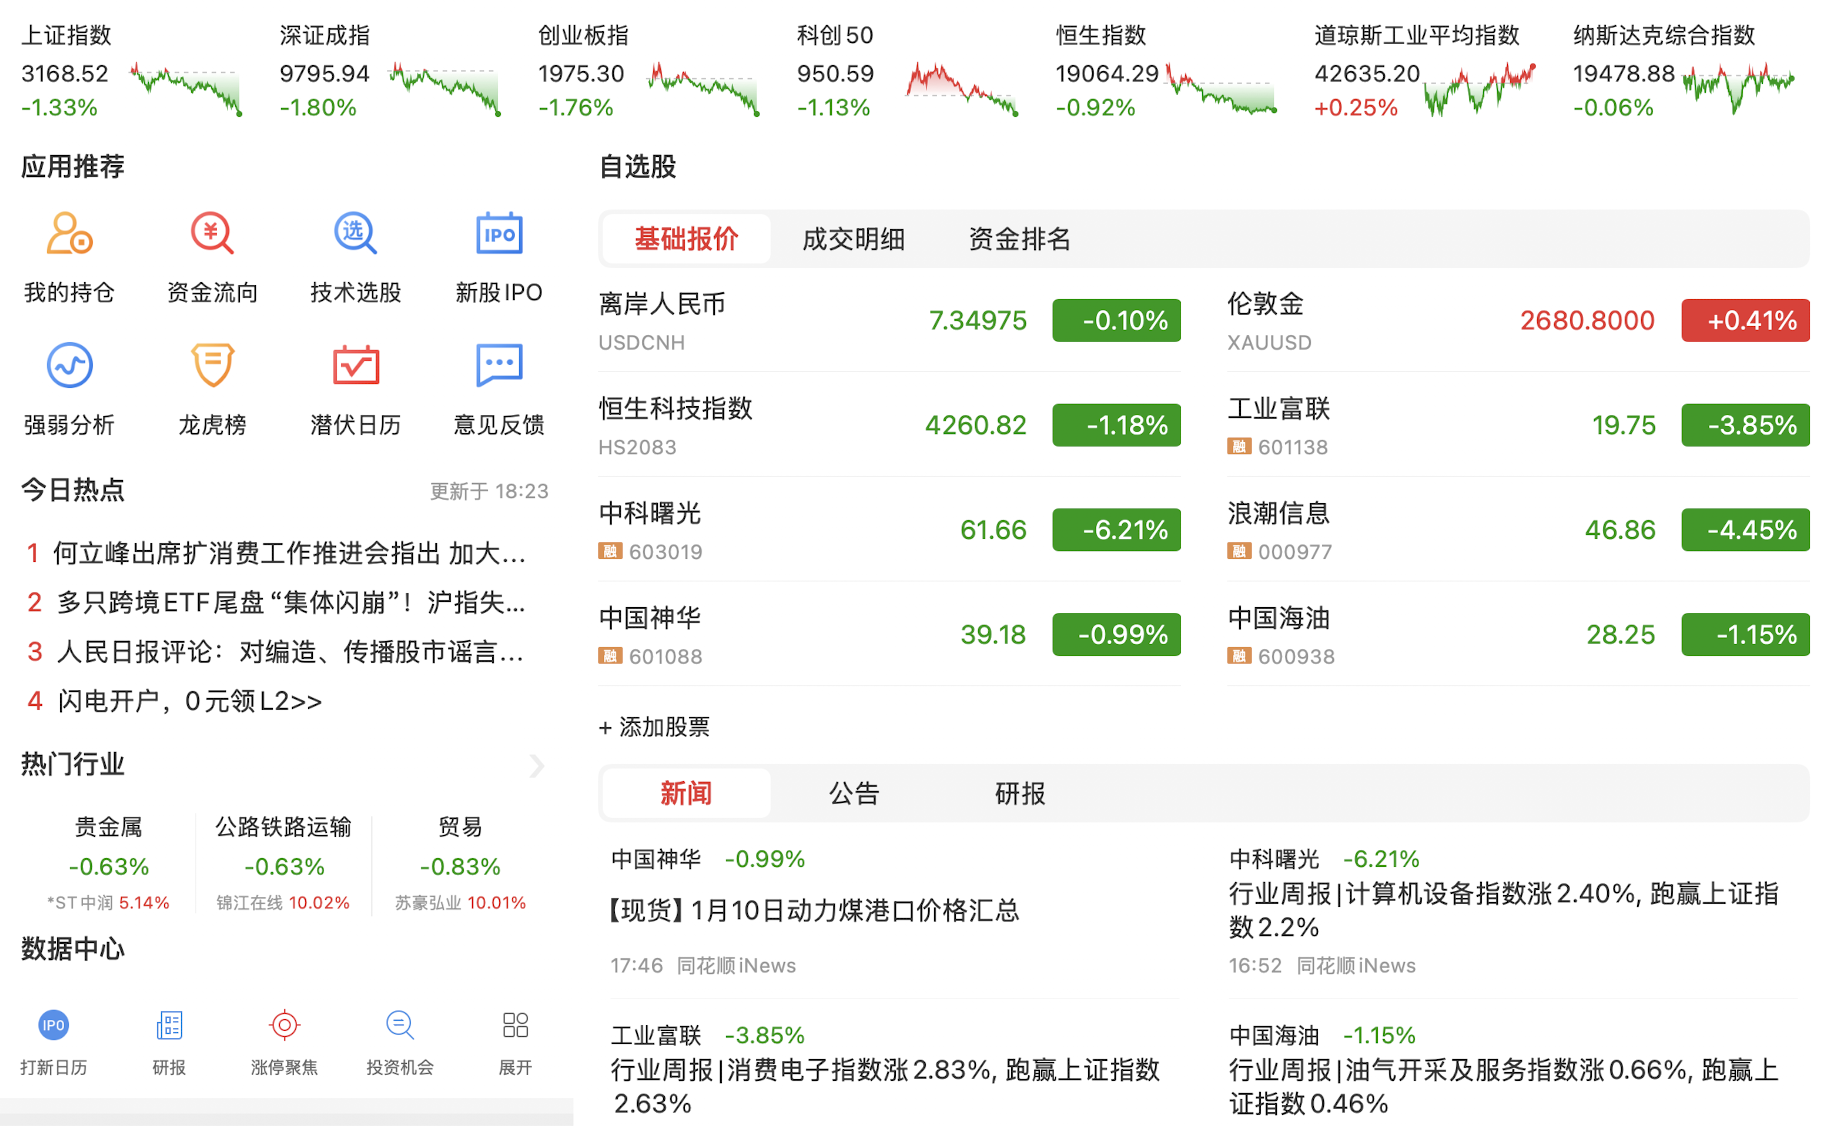 上证指数
3168.52
-1.33%
深证成指
9795.94
-1.80%
创业板指
1975.30
-1.76%
科创50
950.59
-1.13%
恒生指数
19064.29
-0.92%
道琼斯工业平均指数
42635.20
+0.25%
纳斯达克综合指数
19478.88
-0.06%
应用推荐
¥
选
IPO
我的持仓
资金流向
技术选股
新股IPO
强弱分析
龙虎榜
潜伏日历
意见反馈
今日热点
更新于 18:23
1 何立峰出席扩消费工作推进会指出 加大...
2 多只跨境ETF尾盘“集体闪崩”！沪指失...
3 人民日报评论：对编造、传播股市谣言...
4 闪电开户，0元领L2>>
热门行业
贵金属
-0.63%
*ST中润 5.14%
公路铁路运输
-0.63%
锦江在线 10.02%
贸易
-0.83%
苏豪弘业 10.01%
数据中心
IPO
打新日历
研报
涨停聚焦
投资机会
展开
自选股
基础报价
成交明细
资金排名
离岸人民币
USDCNH
7.34975
-0.10%
伦敦金
XAUUSD
2680.8000
+0.41%
恒生科技指数
HS2083
4260.82
-1.18%
工业富联
融 601138
19.75
-3.85%
中科曙光
融 603019
61.66
-6.21%
浪潮信息
融 000977
46.86
-4.45%
中国神华
融 601088
39.18
-0.99%
中国海油
融 600938
28.25
-1.15%
+ 添加股票
新闻
公告
研报
中国神华 -0.99%
【现货】1月10日动力煤港口价格汇总
17:46 同花顺iNews
中科曙光 -6.21%
行业周报|计算机设备指数涨2.40%, 跑赢上证指
数2.2%
16:52 同花顺iNews
工业富联 -3.85%
行业周报|消费电子指数涨2.83%, 跑赢上证指数
2.63%
中国海油 -1.15%
行业周报|油气开采及服务指数涨0.66%, 跑赢上
证指数0.46%